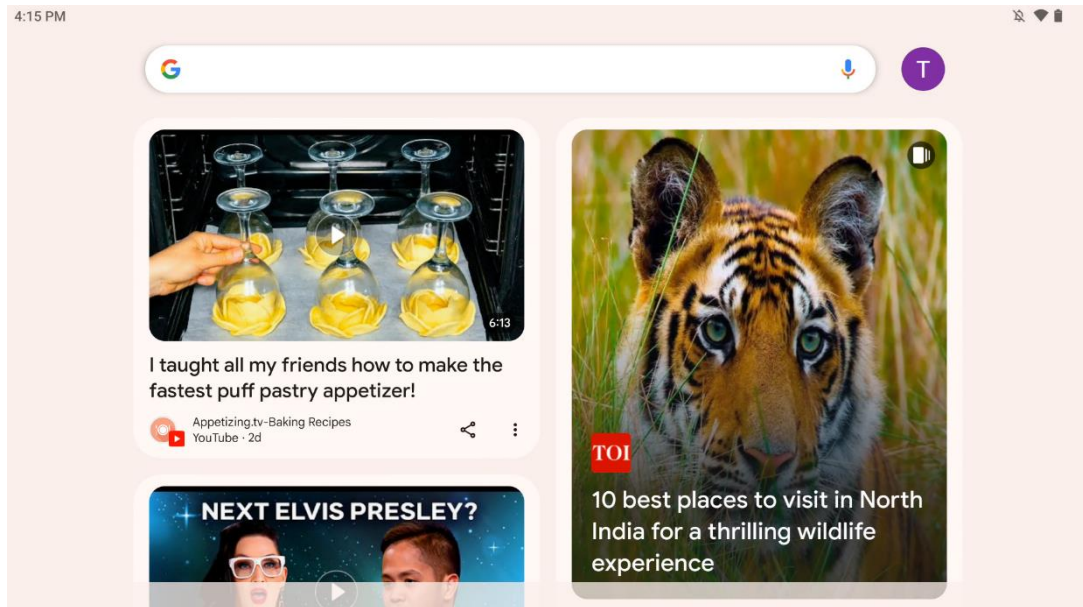 4:15 PM
G
T
6:13
I taught all my friends how to make the
fastest puff pastry appetizer!
Appetizing.tv-Baking Recipes
YouTube · 2d
NEXT ELVIS PRESLEY?
TOI
10 best places to visit in North
India for a thrilling wildlife
experience